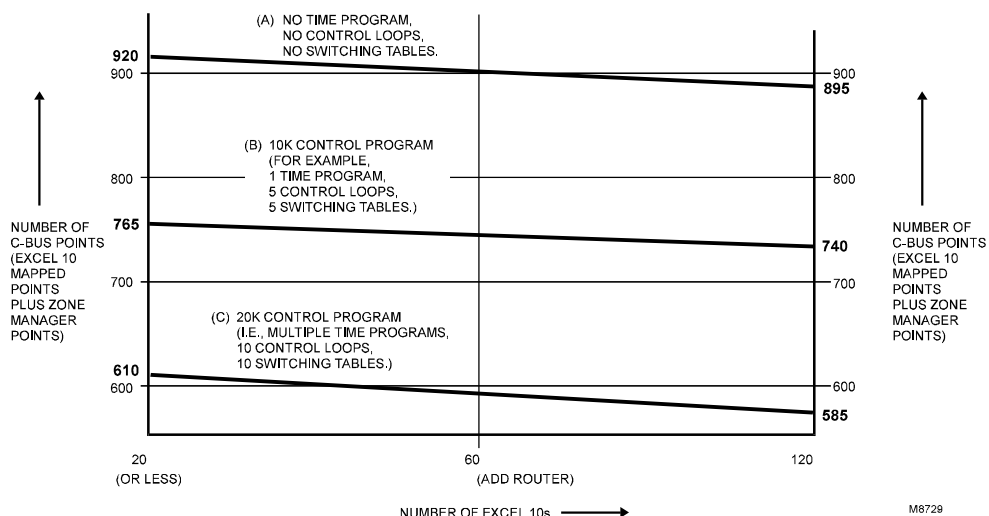 (A) NO TIME PROGRAM,
NO CONTROL LOOPS,
NO SWITCHING TABLES.
920
900
900
895
(B) 10K CONTROL PROGRAM
(FOR EXAMPLE,
1 TIME PROGRAM,
5 CONTROL LOOPS,
5 SWITCHING TABLES.)
800
800
765
740
NUMBER OF
C-BUS POINTS
(EXCEL 10
MAPPED
POINTS
PLUS ZONE
MANAGER
POINTS)
NUMBER OF
C-BUS POINTS
(EXCEL 10
MAPPED
POINTS
PLUS ZONE
MANAGER
POINTS)
700
700
(C) 20K CONTROL PROGRAM
(I.E., MULTIPLE TIME PROGRAMS,
10 CONTROL LOOPS,
10 SWITCHING TABLES.)
610
600
600
585
20
(OR LESS)
60
(ADD ROUTER)
120
NUMBER OF EXCEL 10s
M8729